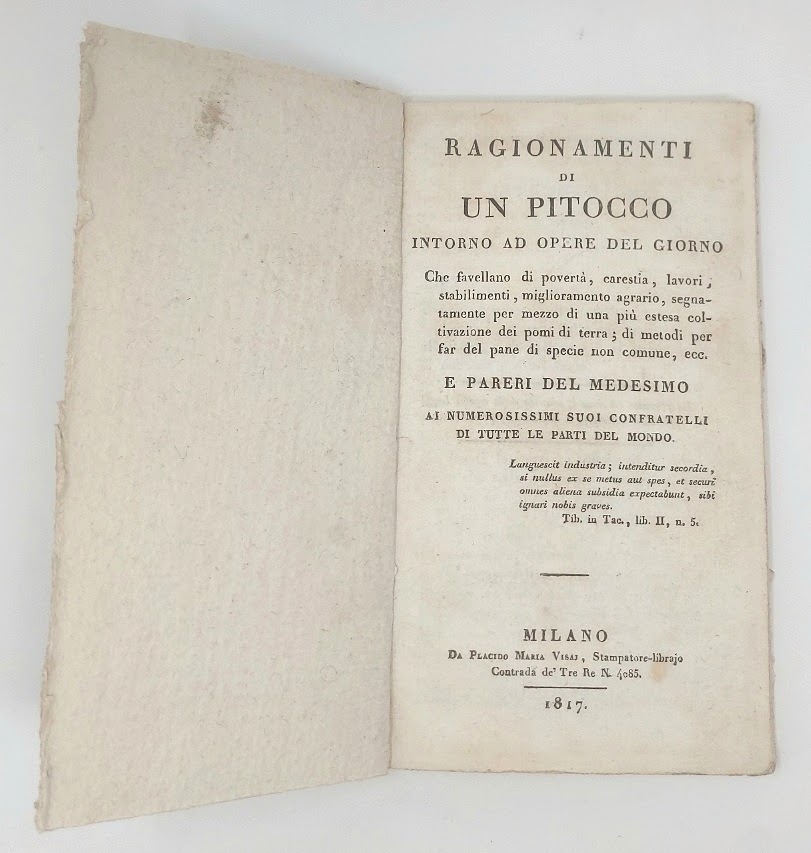 RAGIONAMENTI
DI
UN PITOCCO
INTORNO AD OPERE DEL GIORNO
Che favellano di povertà, carestia, lavori,
stabilimenti, miglioramento agrario, segna-
tamente per mezzo di una più estesa col-
tivazione dei pomi di terra; di metodi per
far del pane di specie non comune, ecc.
E PARERI DEL MEDESIMO
AI NUMEROSISSIMI SUOI CONFRATELLI
DI TUTTE LE PARTI DEL MONDO.
Languescit industria; intenditur secordia,
si nullus ex se metus aut spes, et securi
omnes aliena subsidia expectabunt, sibi
ignari nobis graves.
Tib. in Tac., lib. II, n. 5.
MILANO
DA PLACIDO MARIA VISAJ, Stampatore-librajo
Contrada de' Tre Re N. 4085.
1817.